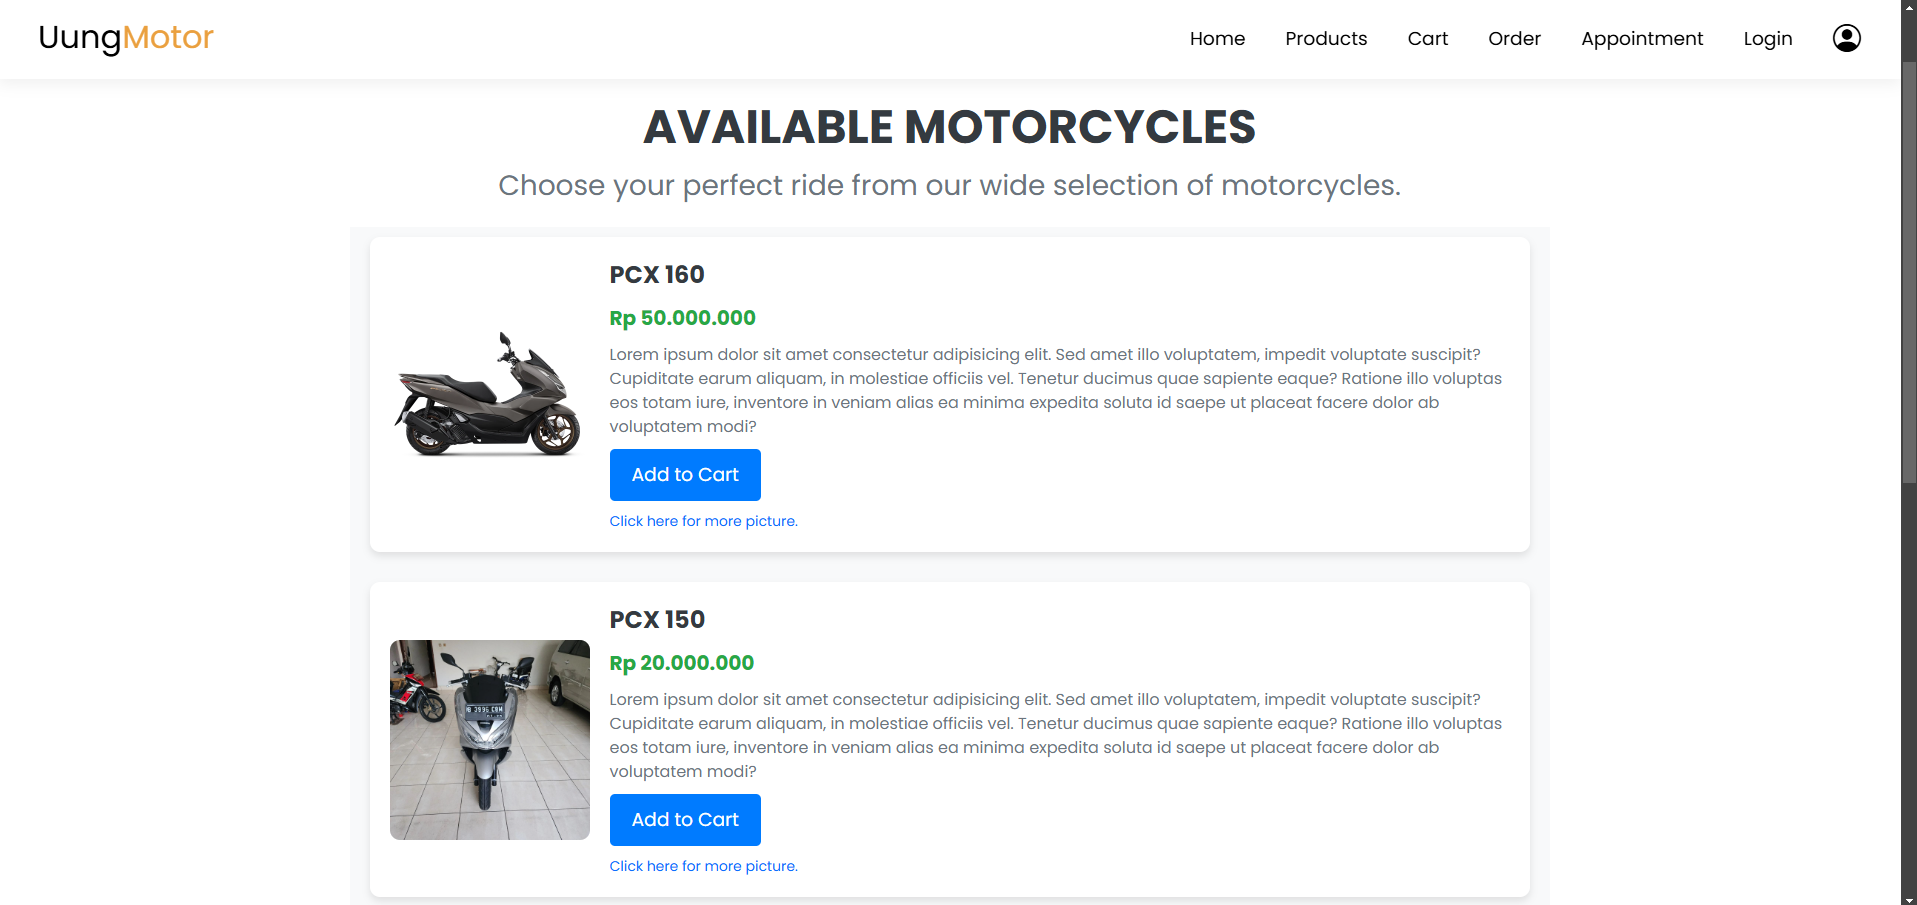 UungMotor
Home Products Cart Order Appointment Login
AVAILABLE MOTORCYCLES
Choose your perfect ride from our wide selection of motorcycles.
PCX 160
Rp 50.000.000
Lorem ipsum dolor sit amet consectetur adipisicing elit. Sed amet illo voluptatem, impedit voluptate suscipit?
Cupiditate earum aliquam, in molestiae officiis vel. Tenetur ducimus quae sapiente eaque? Ratione illo voluptas
eos totam iure, inventore in veniam alias ea minima expedita soluta id saepe ut placeat facere dolor ab
voluptatem modi?
Add to Cart
Click here for more picture.
PCX 150
Rp 20.000.000
Lorem ipsum dolor sit amet consectetur adipisicing elit. Sed amet illo voluptatem, impedit voluptate suscipit?
Cupiditate earum aliquam, in molestiae officiis vel. Tenetur ducimus quae sapiente eaque? Ratione illo voluptas
eos totam iure, inventore in veniam alias ea minima expedita soluta id saepe ut placeat facere dolor ab
voluptatem modi?
Add to Cart
Click here for more picture.